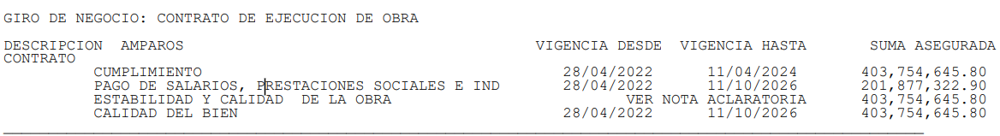 GIRO DE NEGOCIO: CONTRATO DE EJECUCION DE OBRA
DESCRIPCION AMPAROS VIGENCIA DESDE VIGENCIA HASTA SUMA ASEGURADA
CONTRATO
CUMPLIMIENTO 28/04/2022 11/04/2024 403,754,645.80
PAGO DE SALARIOS, PRESTACIONES SOCIALES E IND 28/04/2022 11/10/2026 201,877,322.90
ESTABILIDAD Y CALIDAD DE LA OBRA VER NOTA ACLARATORIA 403,754,645.80
CALIDAD DEL BIEN 28/04/2022 11/10/2026 403,754,645.80